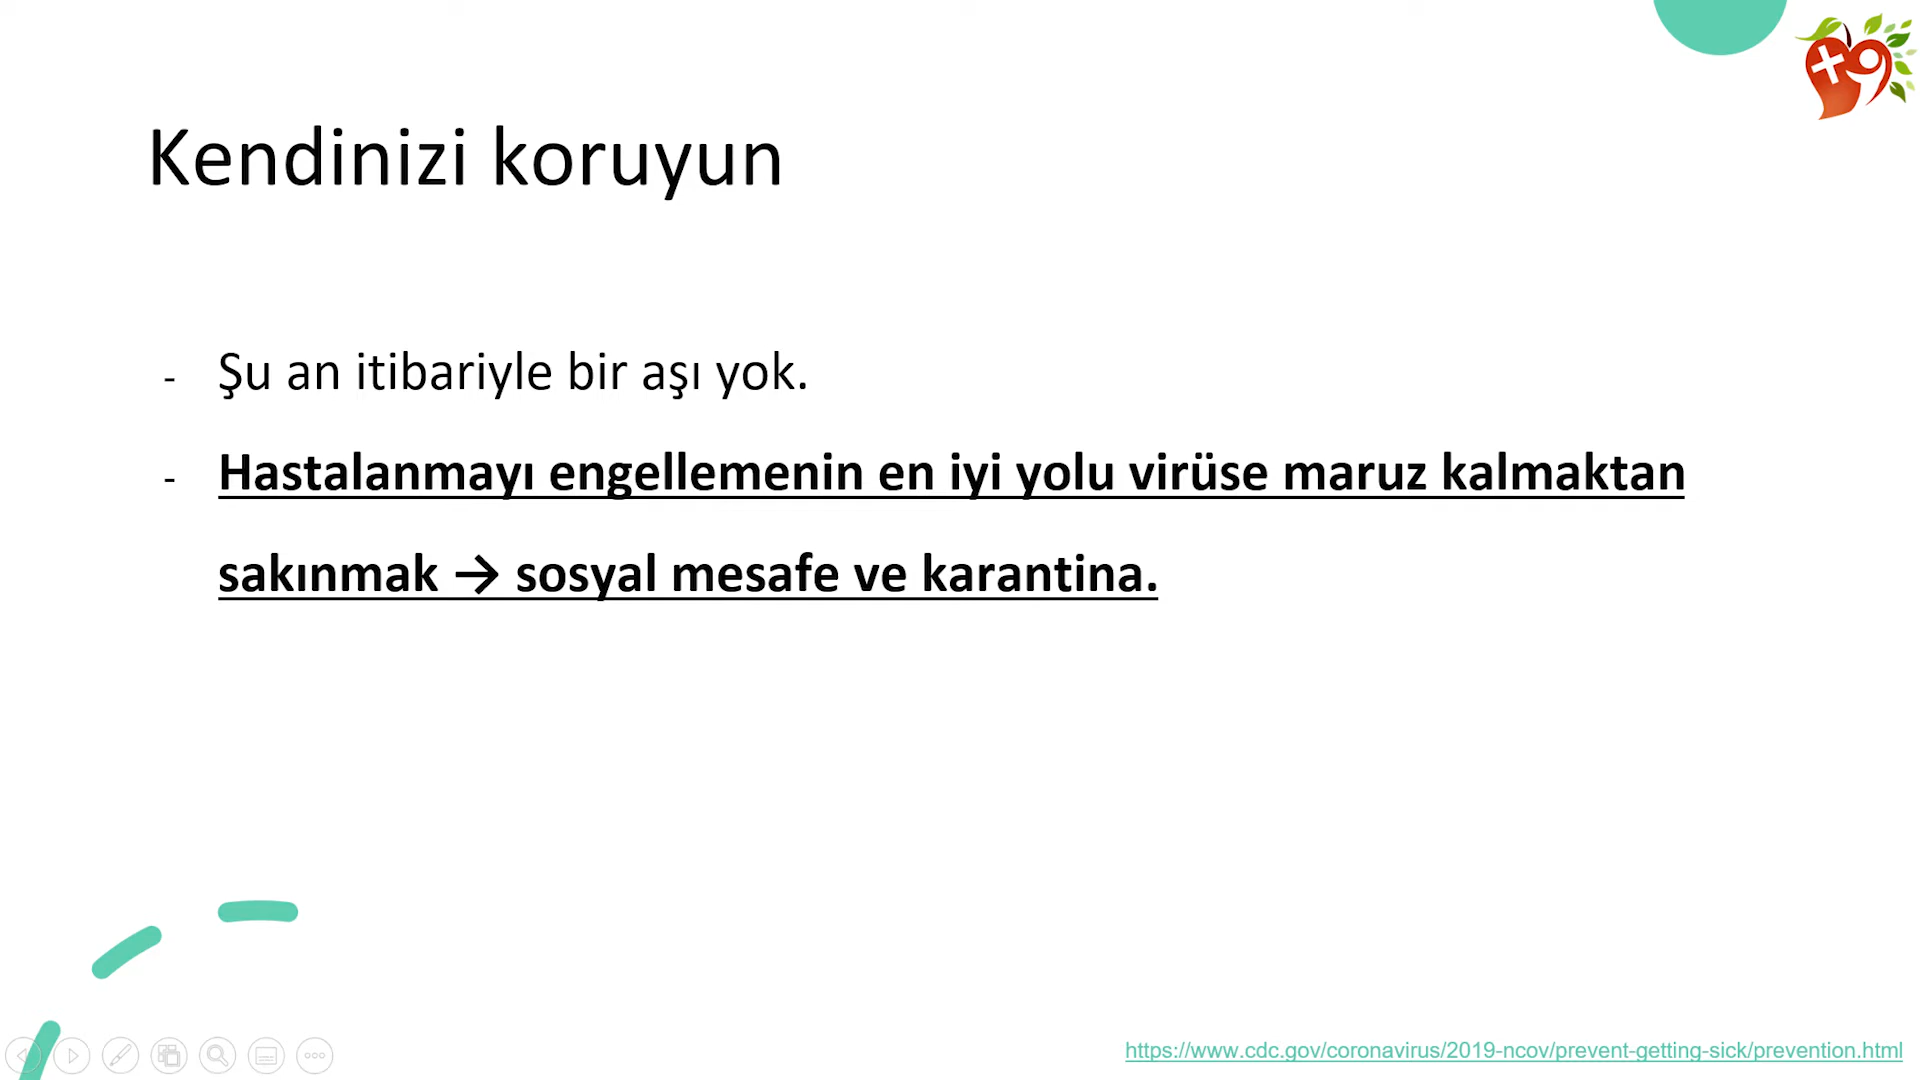 Kendinizi koruyun
- Şu an itibariyle bir aşı yok.
- Hastalanmayı engellemenin en iyi yolu virüse maruz kalmaktan
sakınmak → sosyal mesafe ve karantina.
https://www.cdc.gov/coronavirus/2019-ncov/prevent-getting-sick/prevention.html